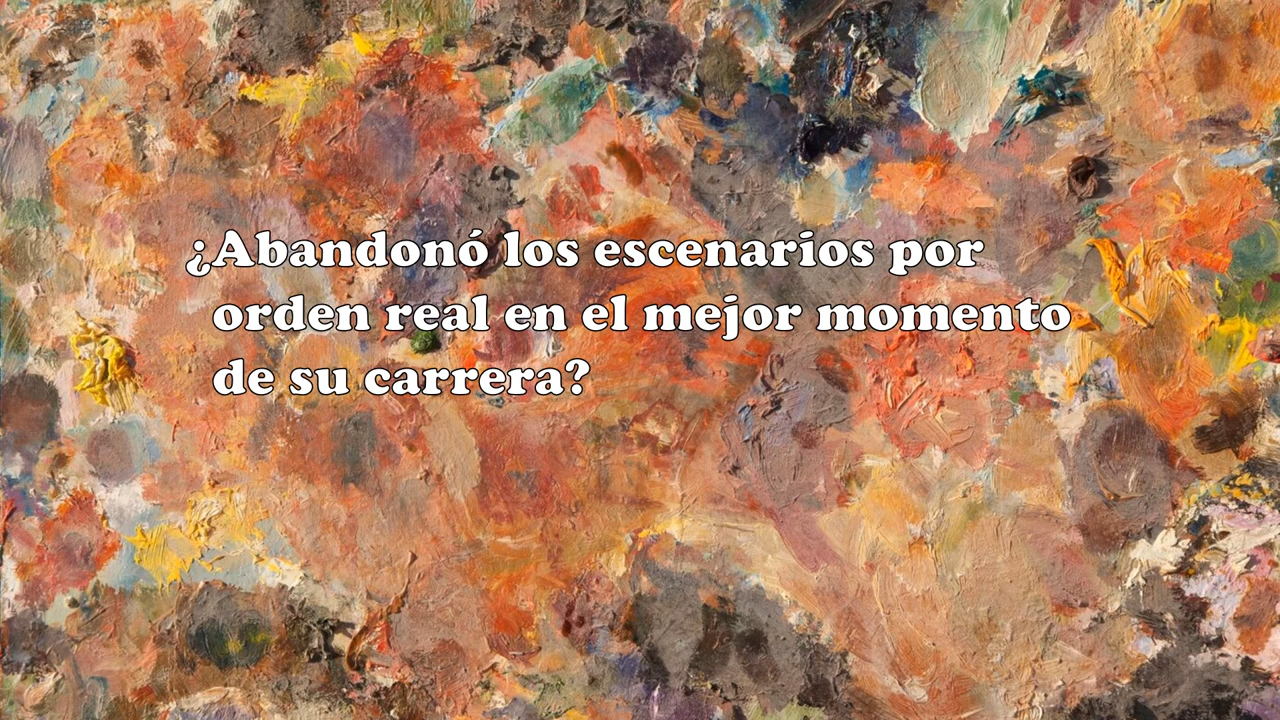 ¿Abandonó los escenarios por
orden real en el mejor momento
de su carrera?